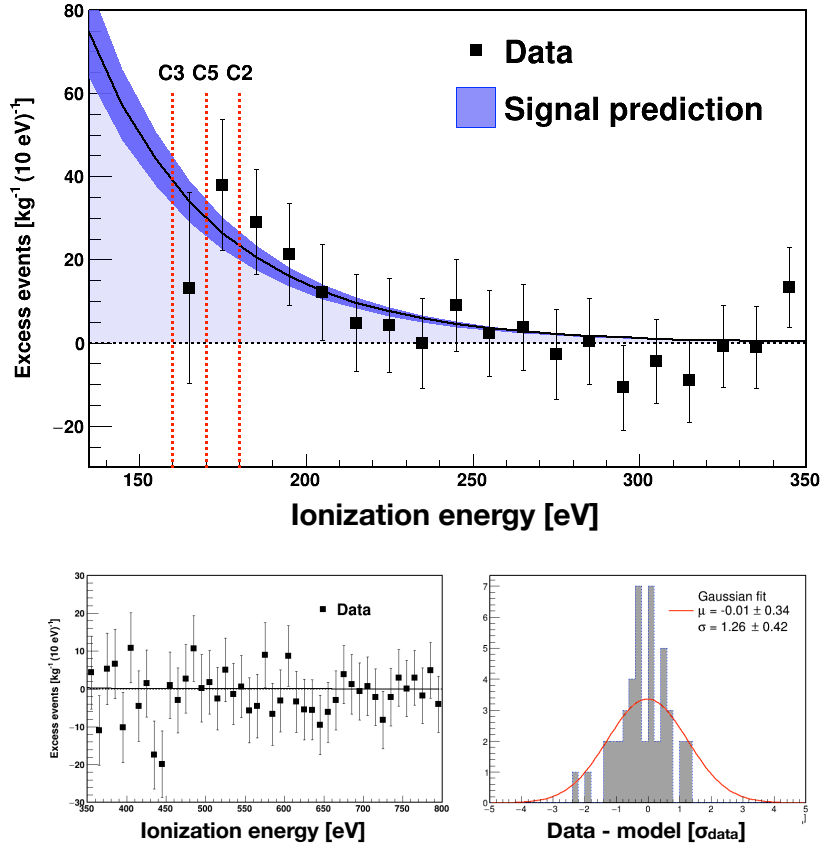 80
60
40
20
0
−20
Excess events [kg⁻¹ (10 eV)⁻¹]
C3 C5 C2
Data
Signal prediction
150 200 250 300 350
Ionization energy [eV]
30
20
10
0
−10
−20
−30
Excess events [kg⁻¹ (10 eV)⁻¹]
Data
350 400 450 500 550 600 650 700 750 800
Ionization energy [eV]
7
6
5
4
3
2
1
0
Gaussian fit
μ = -0.01 ± 0.34
σ = 1.26 ± 0.42
−5 −4 −3 −2 −1 0 1 2 3 4 5
Data - model [σdata]